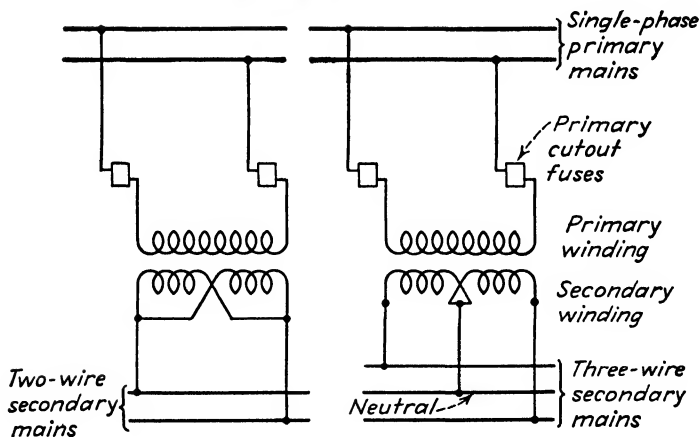 Single-phase
primary
mains
Primary
cutout
fuses
Primary
winding
Secondary
winding
Two-wire
secondary
mains
Neutral
Three-wire
secondary
mains